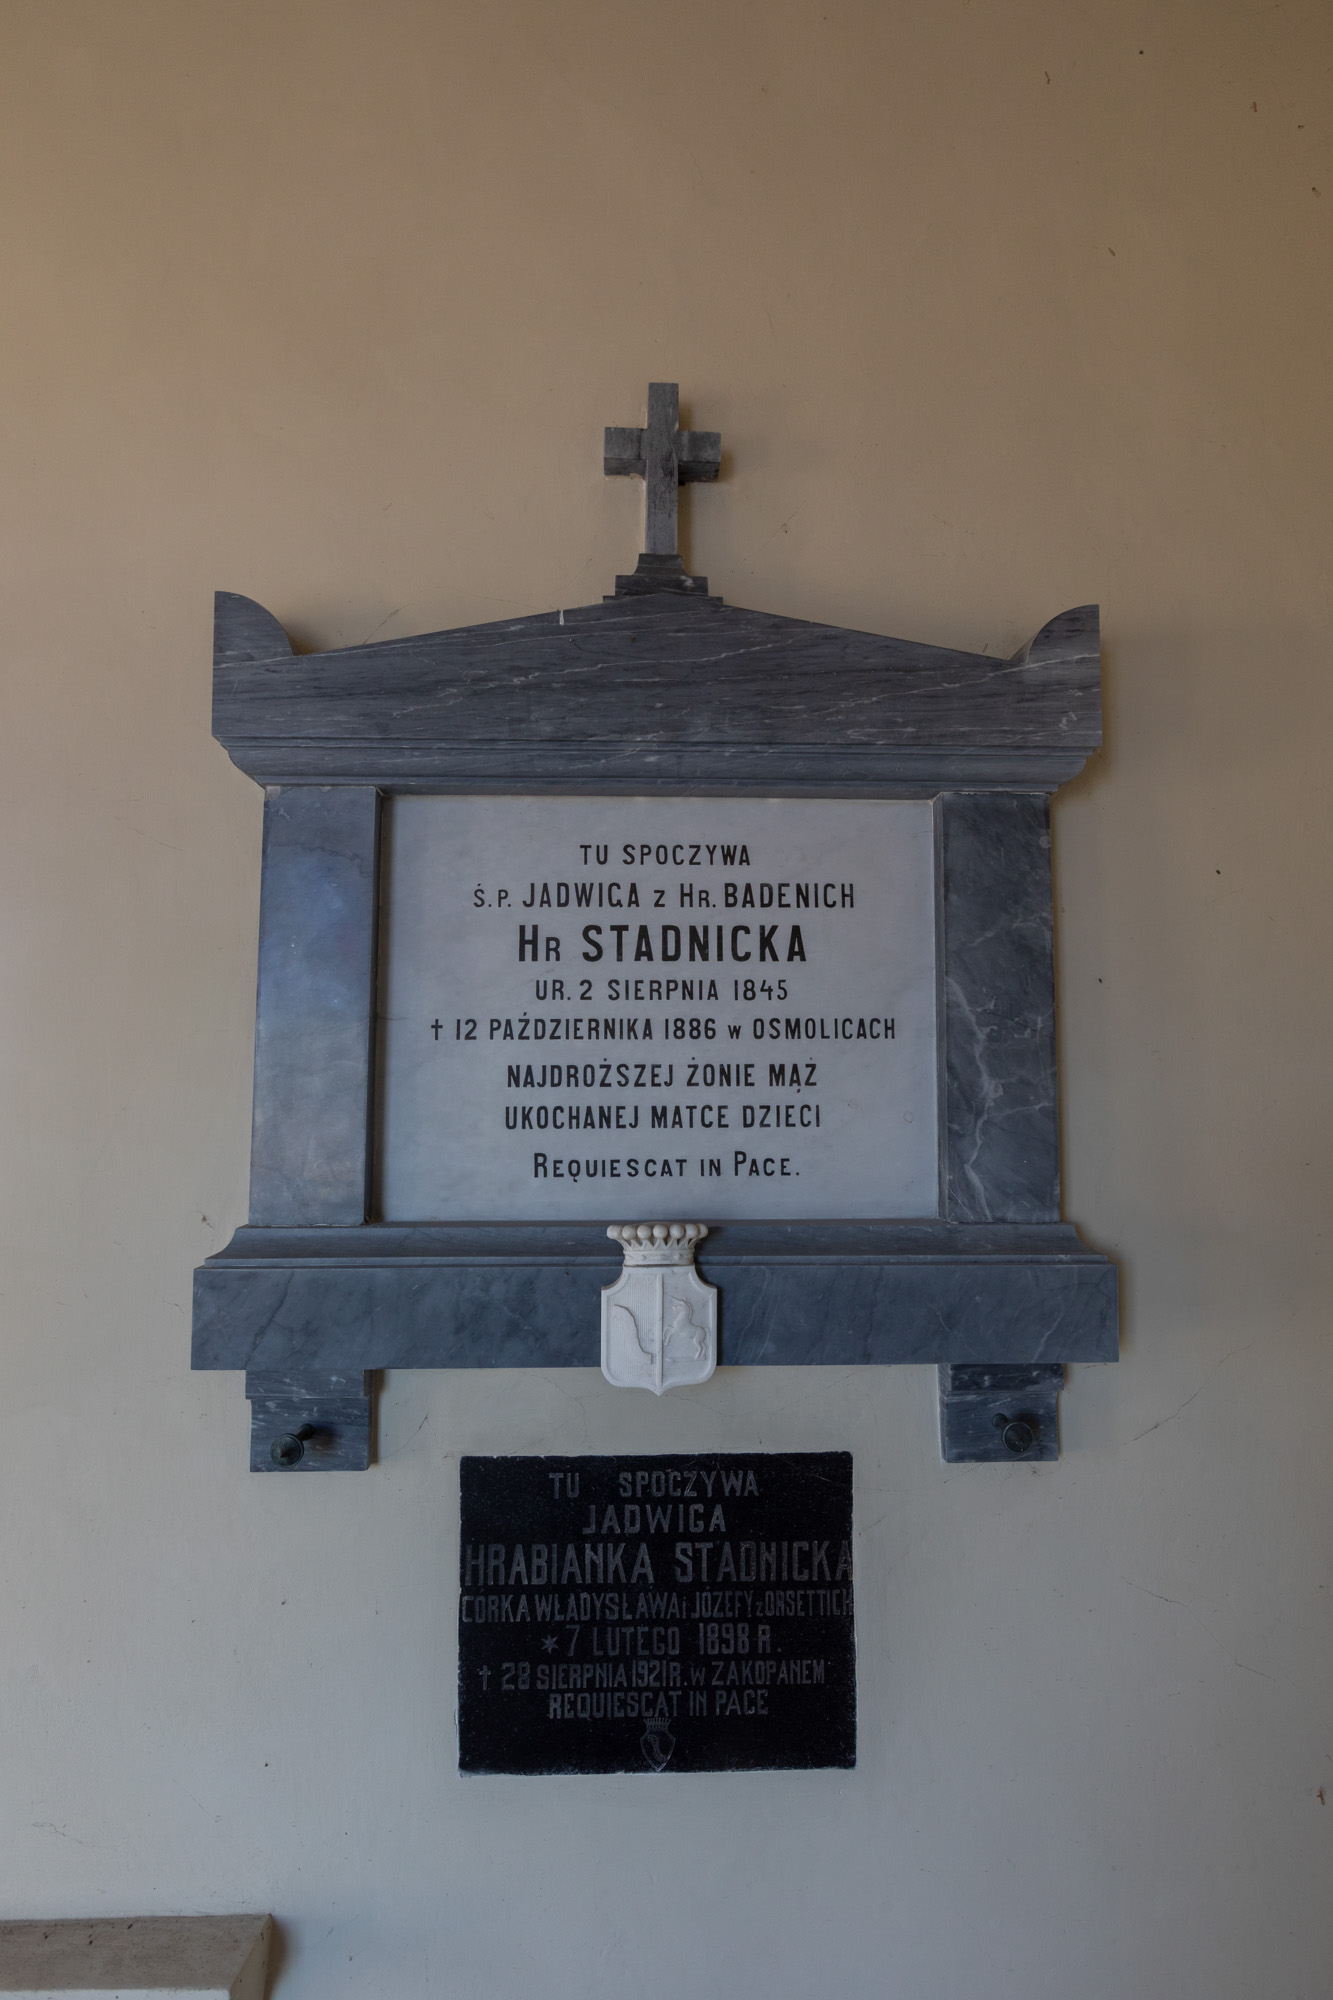 TU SPOCZYWA
Ś.P. JADWIGA Z HR. BADENICH
HR STADNICKA
UR. 2 SIERPNIA 1845
† 12 PAŹDZIERNIKA 1886 W OSMOLICACH
NAJDROŻSZEJ ŻONIE MĄŻ
UKOCHANEJ MATCE DZIECI
REQUIESCAT IN PACE.
TU SPOCZYWA
JADWIGA
HRABIANKA STADNICKA
CÓRKA WŁADYSŁAWA i JÓZEFY z ORSETTICH
* 7 LUTEGO 1898 R.
† 28 SIERPNIA 1921 R. W ZAKOPANEM
REQUIESCAT IN PACE